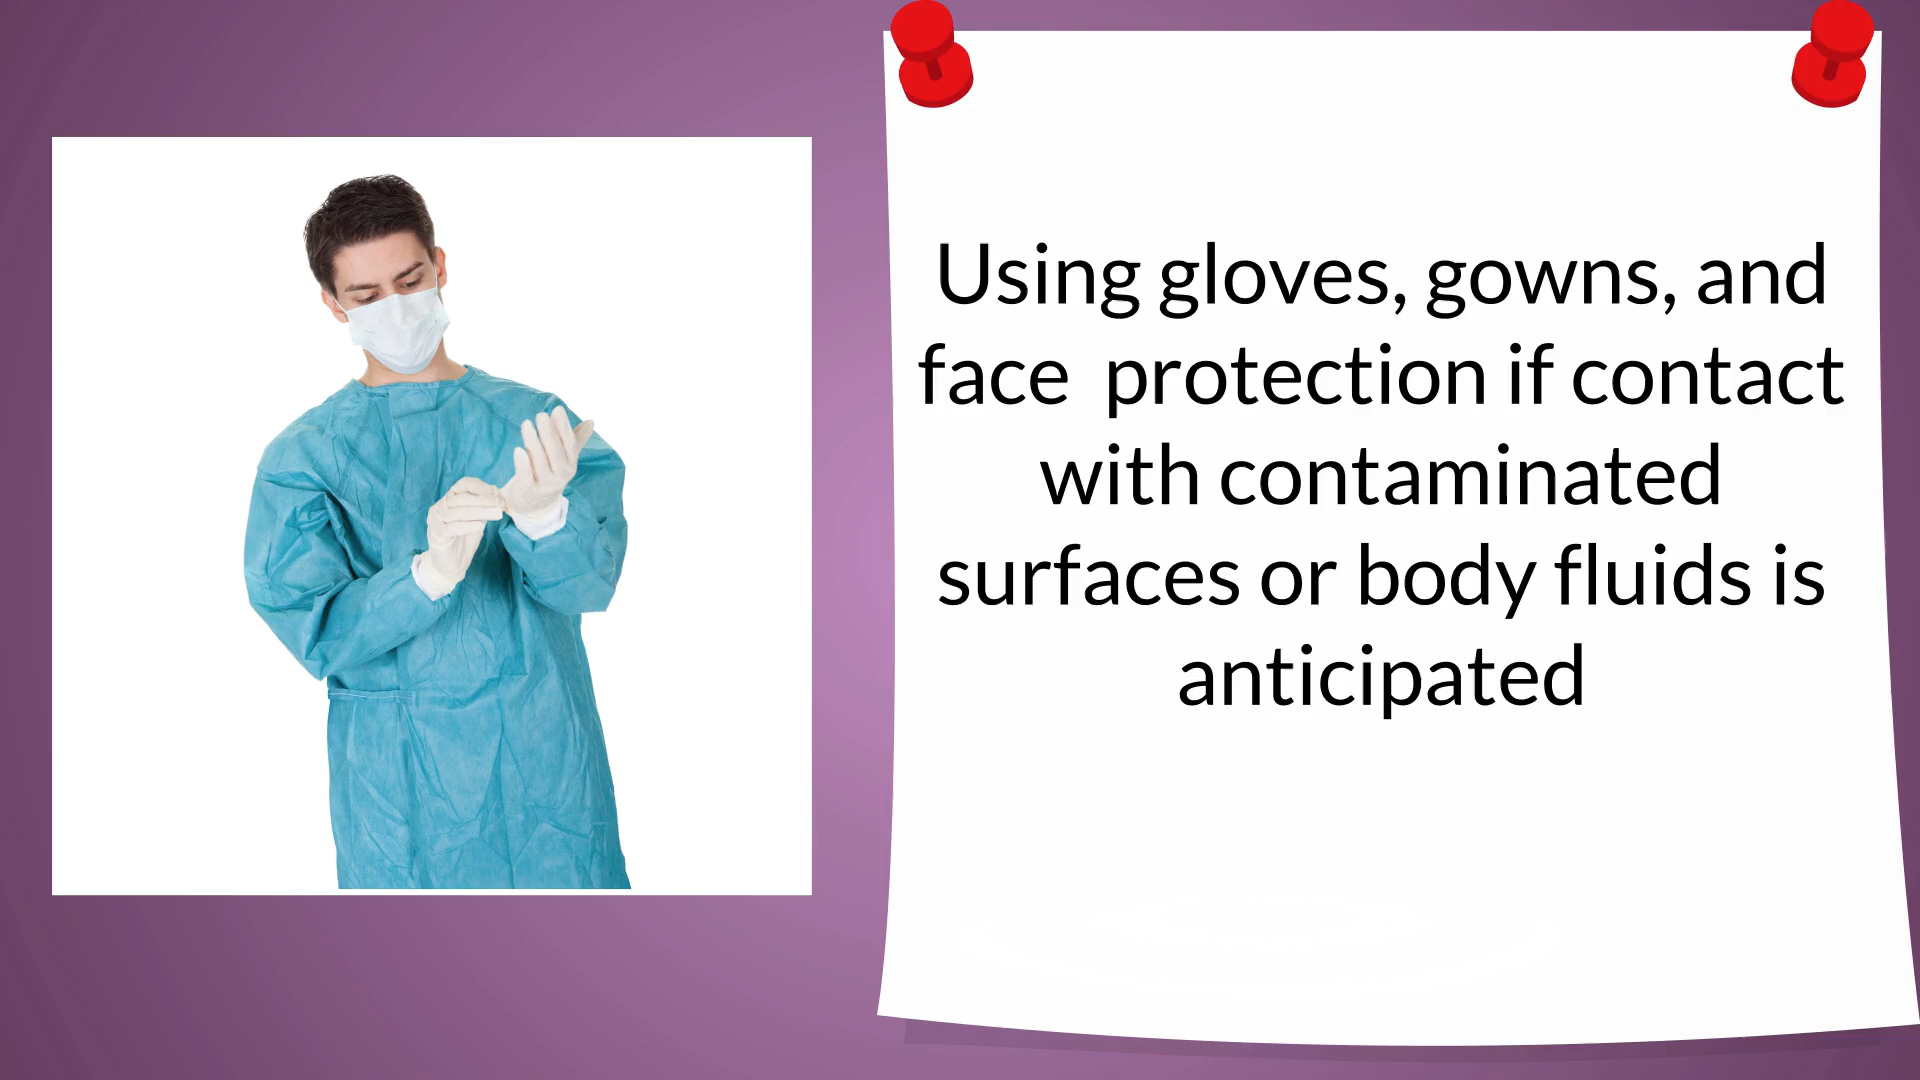 Using gloves, gowns, and
face  protection if contact
with contaminated
surfaces or body fluids is
anticipated